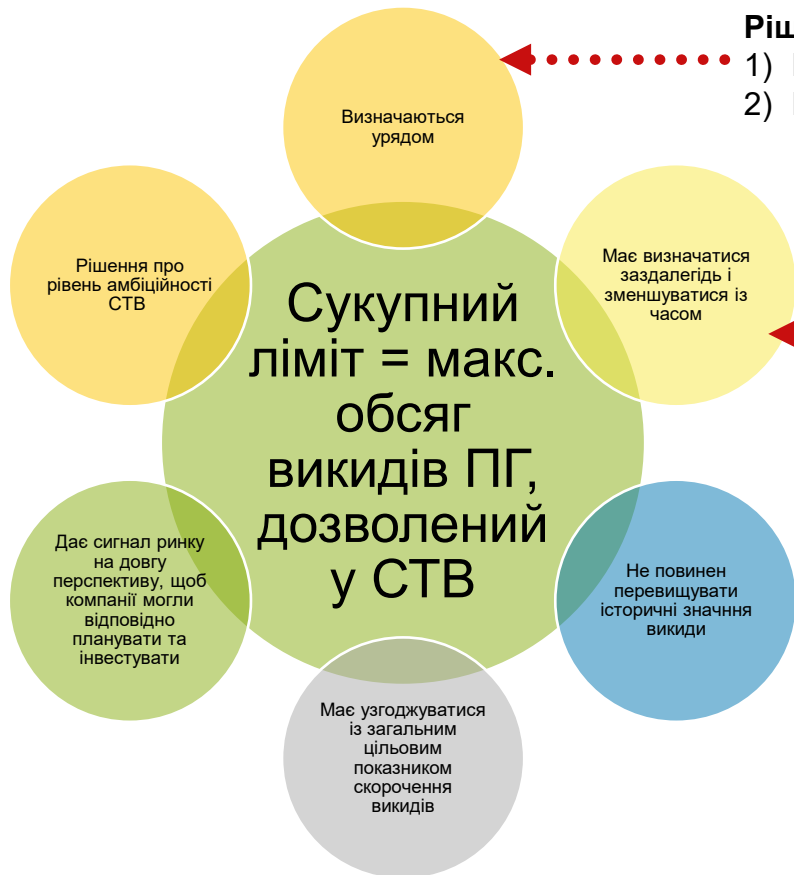 Ріш
1)
2)
Визначаються
урядом
Має визначатися
заздалегідь і
зменшуватися із
часом
Не повинен
перевищувати
історичні значння
викиди
Має узгоджуватися
із загальним
цільовим
показником
скорочення
викидів
Дає сигнал ринку
на довгу
перспективу, щоб
компанії могли
відповідно
планувати та
інвестувати
Рішення про
рівень амбіційності
СТВ
Сукупний
ліміт = макс.
обсяг
викидів ПГ,
дозволений
у СТВ